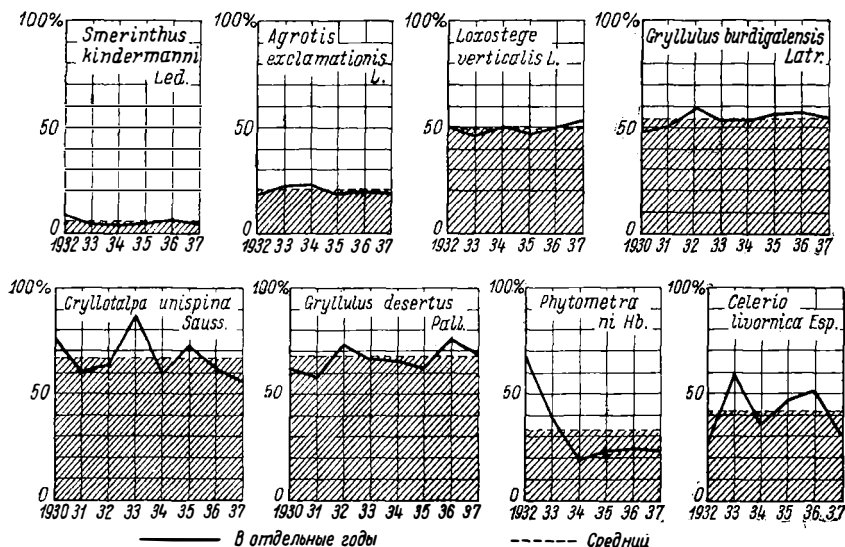 100%
Smerinthus
kindermanni
Led.
50
0
1932 33 34 35 36 37
100%
Agrotis
exclamationis
L.
50
0
1932 33 34 35 36 37
100%
Loxostege
verticalis L.
50
0
1932 33 34 35 36 37
100%
Gryllulus burdigalensis
Latr.
50
0
1930 31 32 33 34 35 36 37
100%
Gryllotalpa unispina
Sauss.
50
0
1930 31 32 33 34 35 36 37
100%
Gryllulus desertus
Pall.
50
0
1930 31 32 33 34 35 36 97
100%
Phytometra
ni Hb.
50
0
1932 33 34 35 36 37
100%
Celerio
livornica Esp.
50
0
1932 33 34 35 36 37
В отдельные годы
Средний